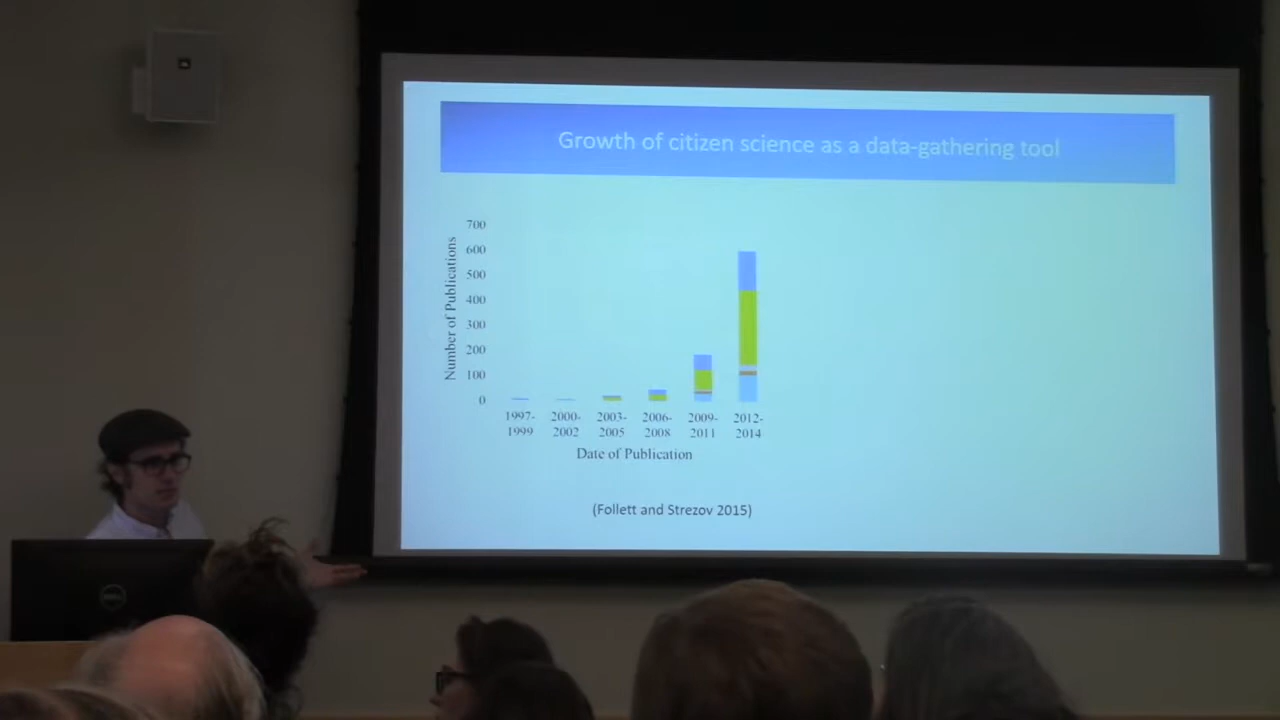 Growth of citizen science as a data-gathering tool
Number of Publications
700
600
500
400
300
200
100
0
1997-1999
2000-2002
2003-2005
2006-2008
2009-2011
2012-2014
Date of Publication
(Follett and Strezov 2015)
DELL